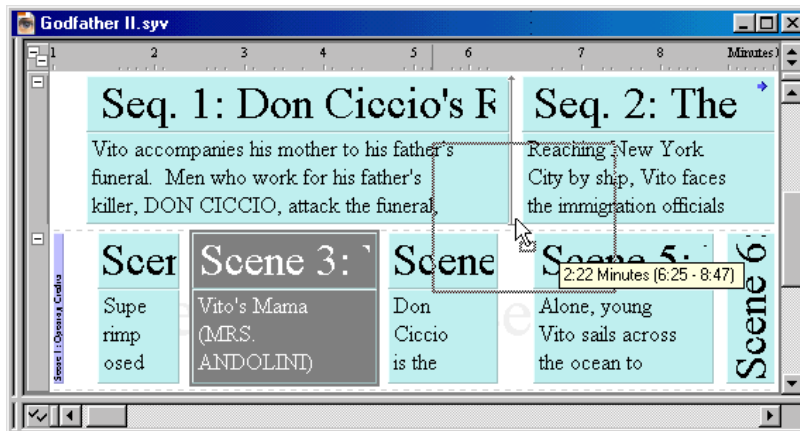 Godfather II.syv
1 2 3 4 5 6 7 8 Minutes)
Seq. 1: Don Ciccio's R
Vito accompanies his mother to his father's
funeral. Men who work for his father's
killer, DON CICCIO, attack the funeral,
Seq. 2: The
Reaching New York
City by ship, Vito faces
the immigration officials
Scene 1: Opening Credits
Scer
Supe
rimp
osed
Scene 3:
Vito's Mama
(MRS.
ANDOLINI)
Scene
Don
Ciccio
is the
Scene 5:
Alone, young
Vito sails across
the ocean to
2:22 Minutes (6:25 - 8:47)
Scene 6: